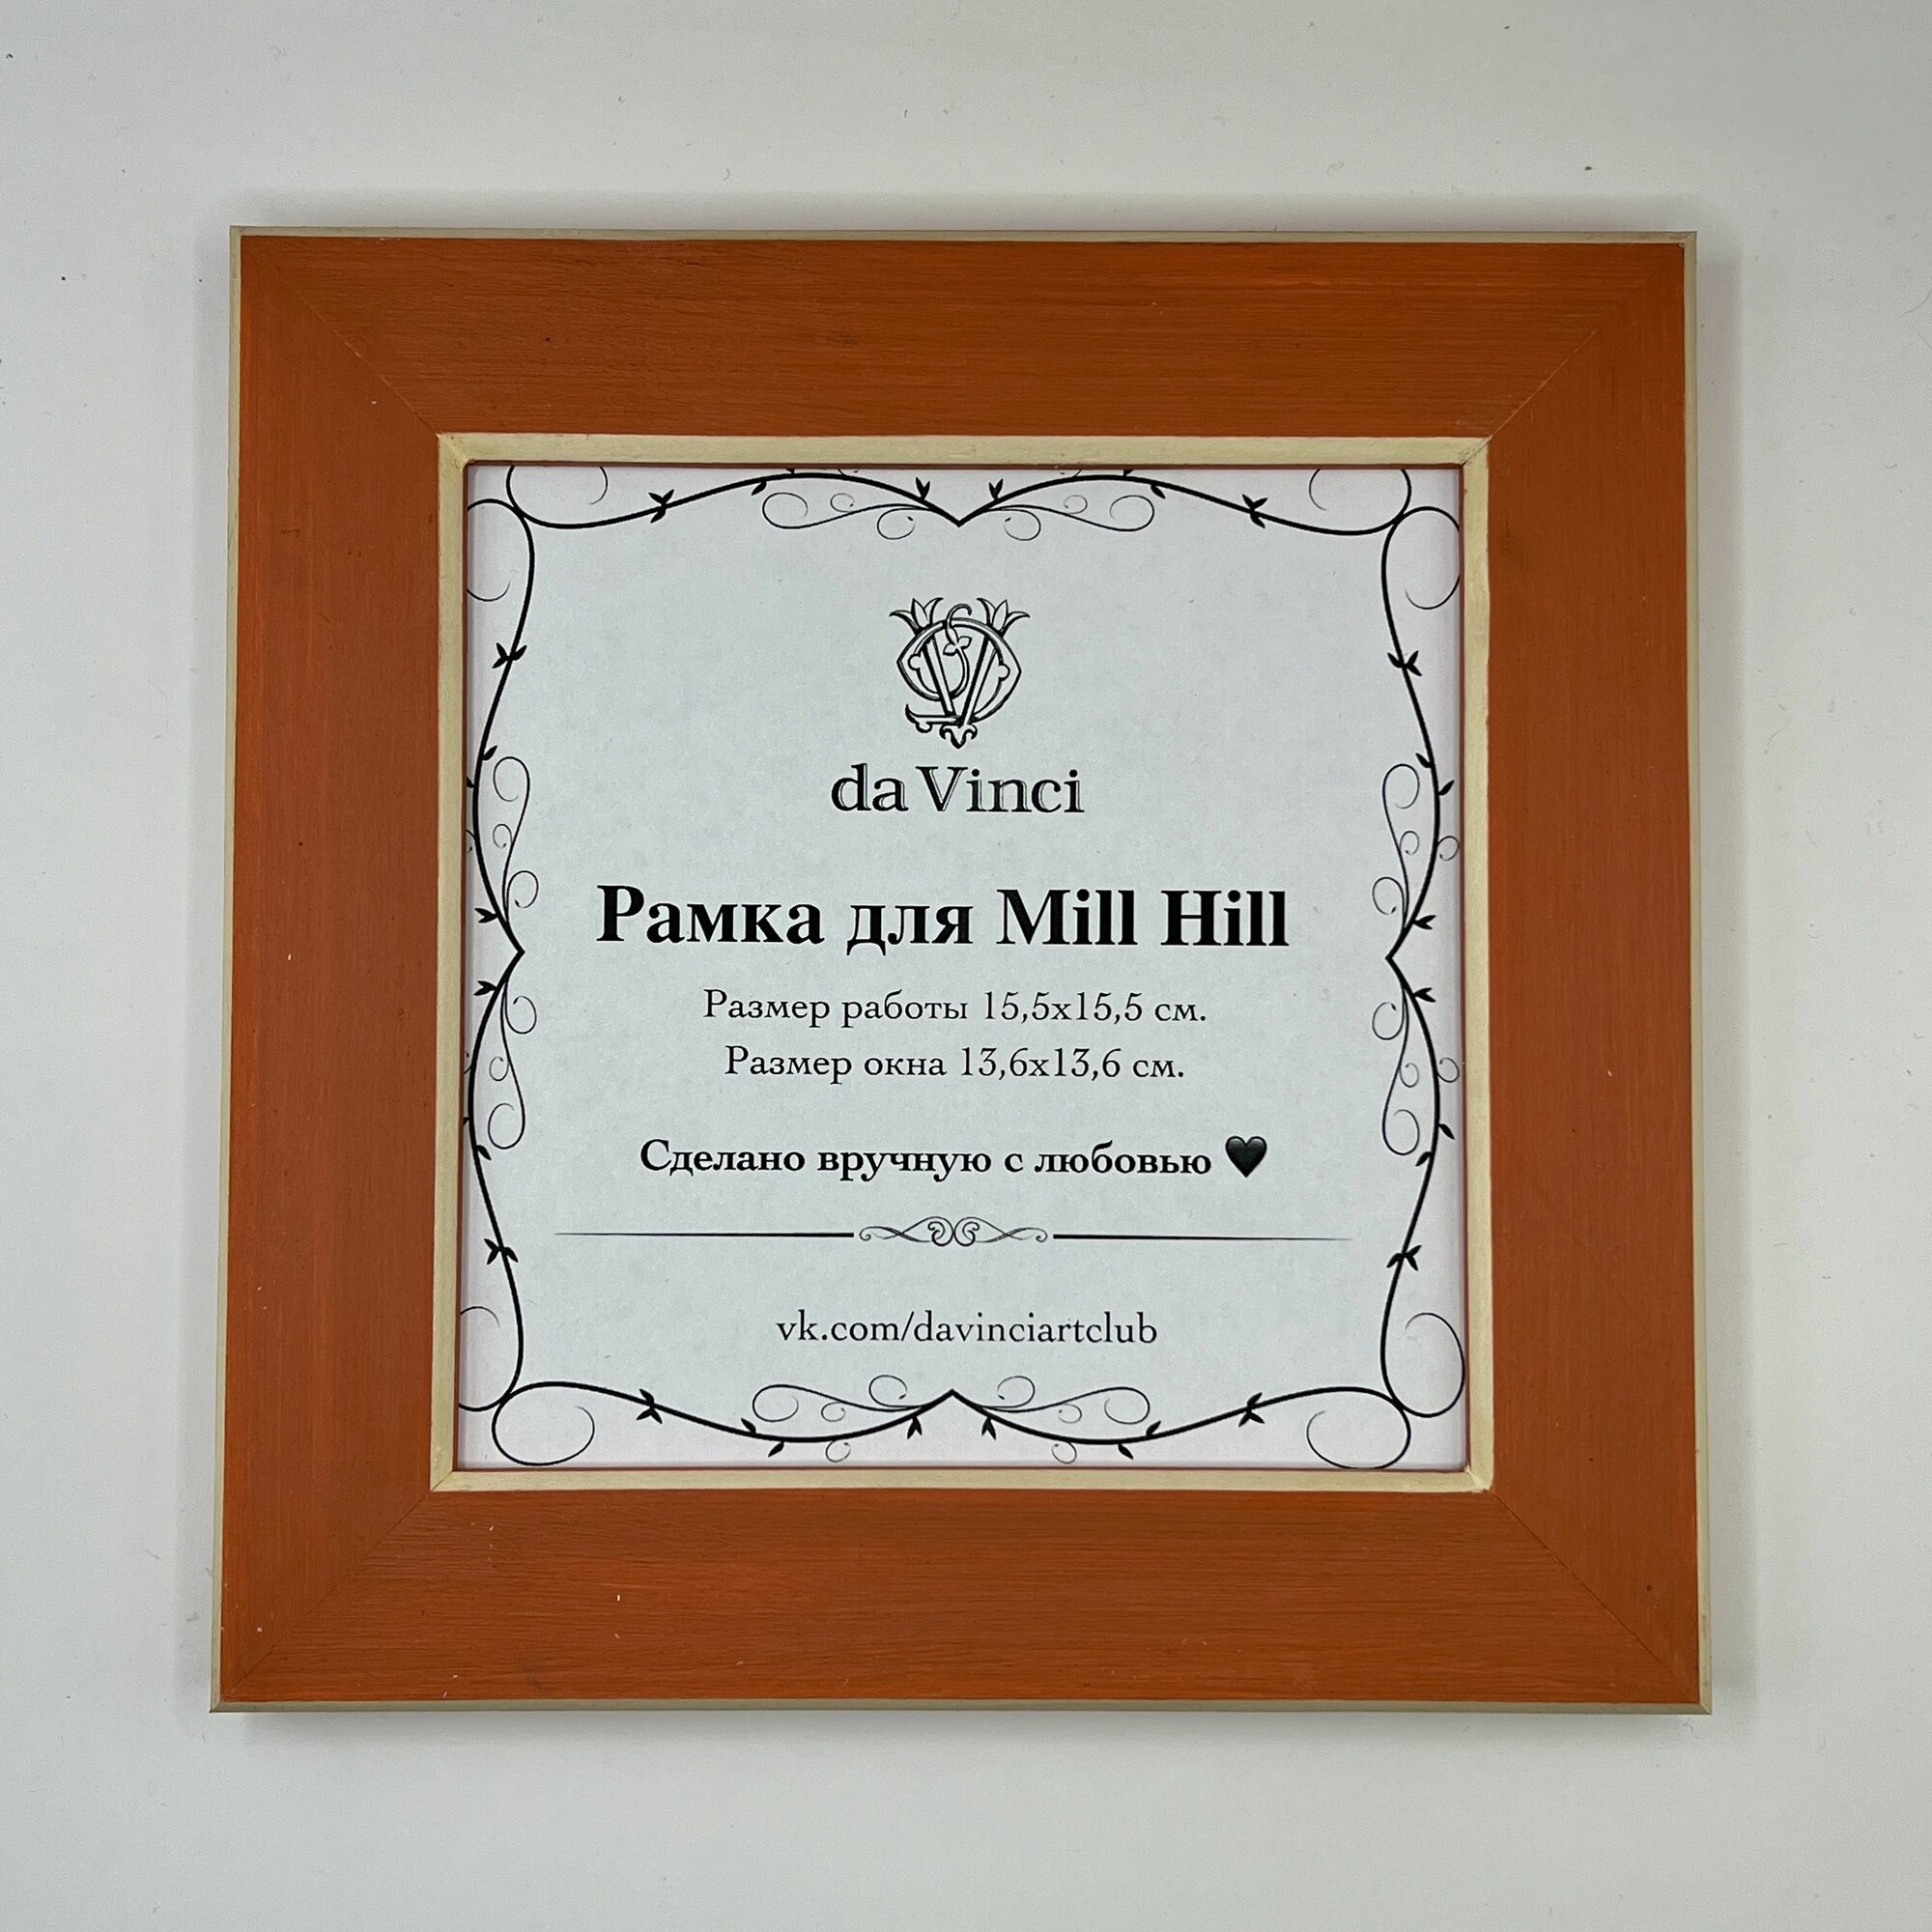 da Vinci
Рамка для Mill Hill
Размер работы 15,5х15,5 см.
Размер окна 13,6х13,6 см.
Сделано вручную с любовью 🖤
vk.com/davinciartclub